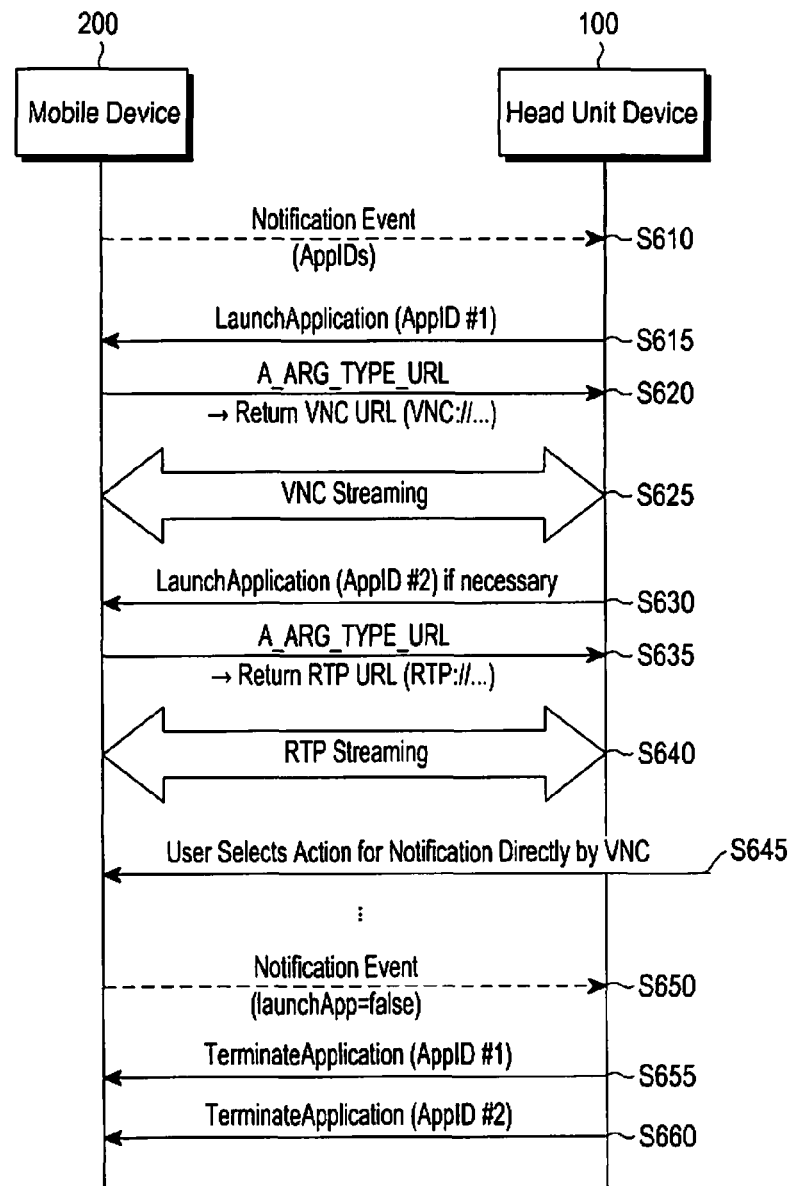 200
100
Mobile Device
Head Unit Device
Notification Event
(AppIDs)
S610
LaunchApplication (AppID #1)
S615
A_ARG_TYPE_URL
→ Return VNC URL (VNC://...)
S620
VNC Streaming
S625
LaunchApplication (AppID #2) if necessary
S630
A_ARG_TYPE_URL
→ Return RTP URL (RTP://...)
S635
RTP Streaming
S640
User Selects Action for Notification Directly by VNC
S645
...
Notification Event
(launchApp=false)
S650
TerminateApplication (AppID #1)
S655
TerminateApplication (AppID #2)
S660